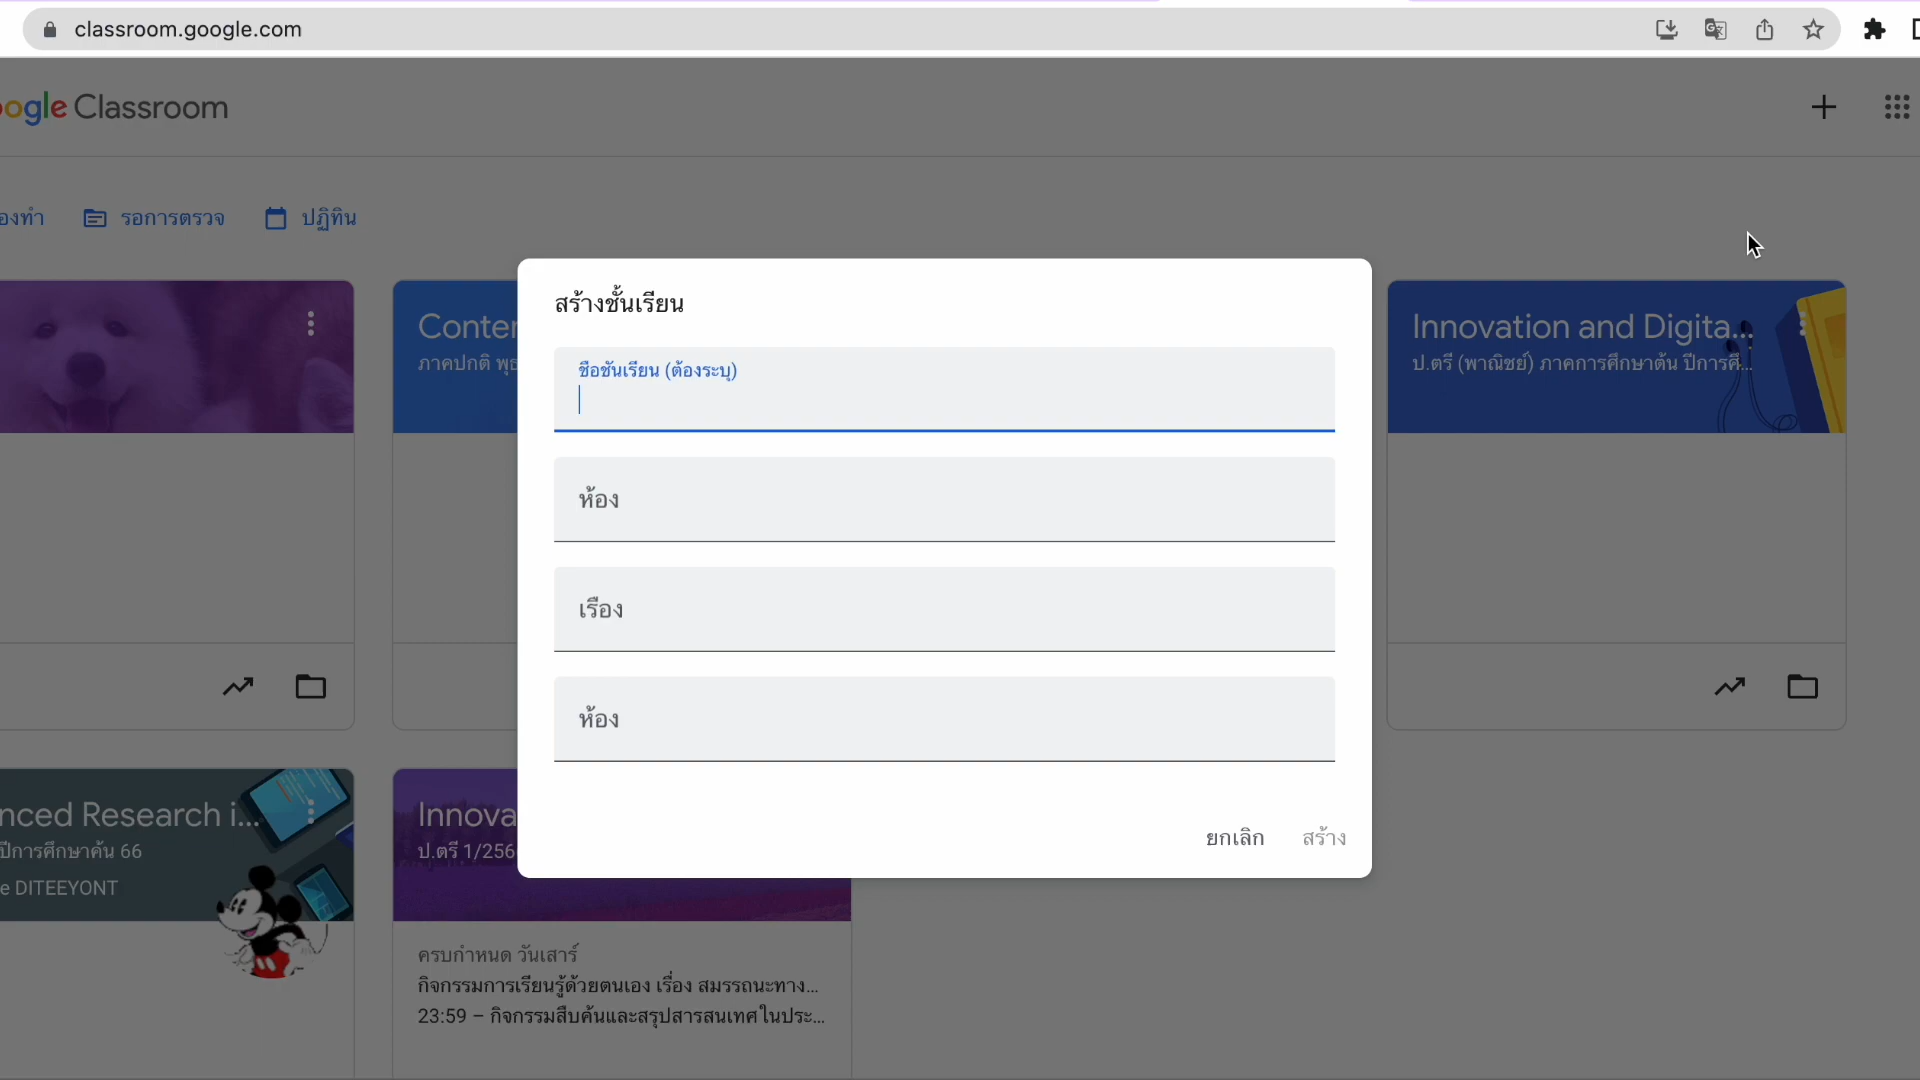 classroom.google.com
ogle Classroom
องทำ รอการตรวจ ปฏิทิน
สร้างชั้นเรียน
ชื่อชั้นเรียน (ต้องระบุ)
ห้อง
เรื่อง
ห้อง
ยกเลิก สร้าง
Conter
ภาคปกติ พุธ
Innovation and Digita...
ป.ตรี (พาณิชย์) ภาคการศึกษาต้น ปีการศึ...
nced Research i...
ปีการศึกษาต้น 66
e DITEEYONT
Innova
ป.ตรี 1/256
ครบกำหนด วันเสาร์
กิจกรรมการเรียนรู้ด้วยตนเอง เรื่อง สมรรถนะทาง...
23:59 – กิจกรรมสืบค้นและสรุปสารสนเทศในประ...